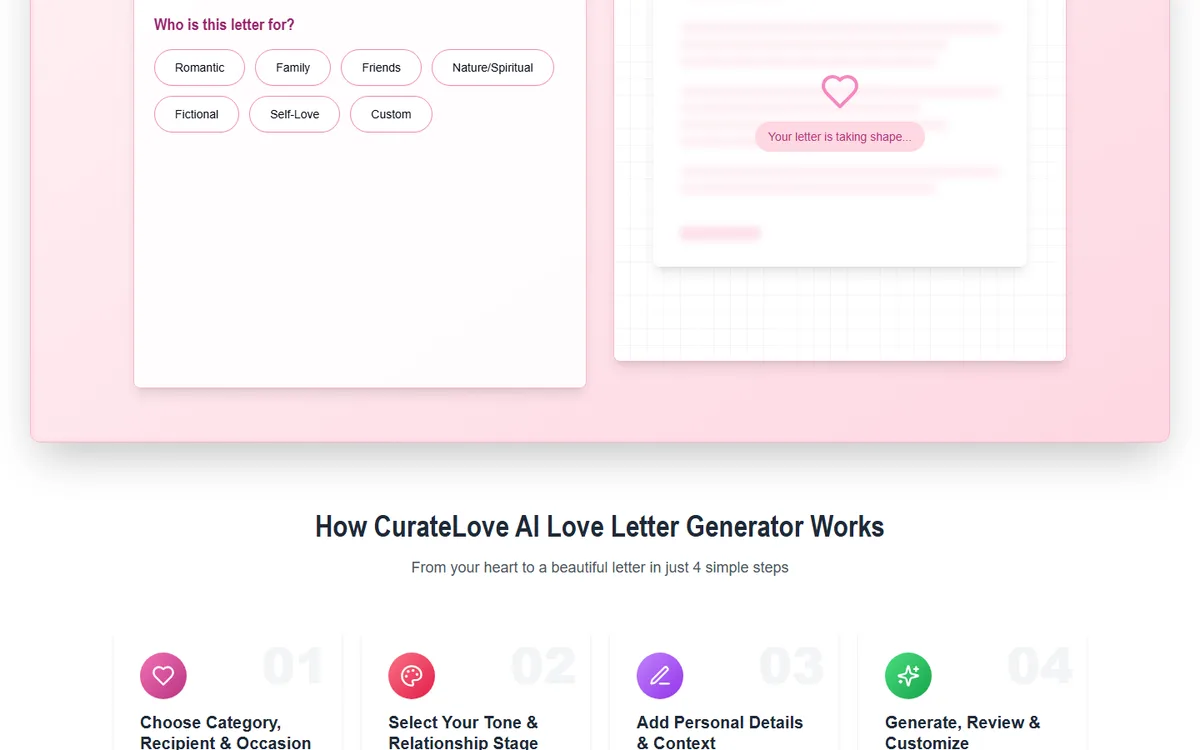 Who is this letter for?
Romantic
Family
Friends
Nature/Spiritual
Fictional
Self-Love
Custom
Your letter is taking shape...
How CurateLove AI Love Letter Generator Works
From your heart to a beautiful letter in just 4 simple steps
01
Choose Category,
Recipient & Occasion
02
Select Your Tone &
Relationship Stage
03
Add Personal Details
& Context
04
Generate, Review &
Customize